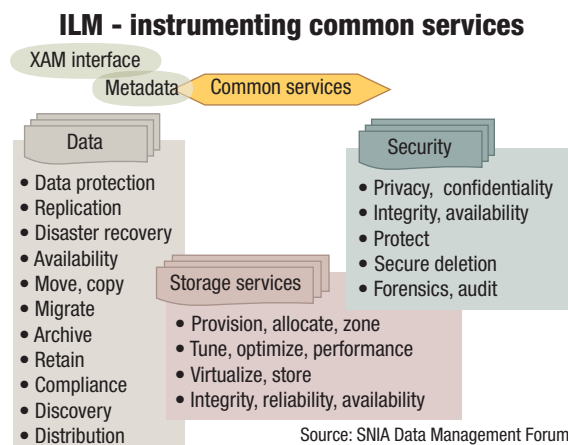 ILM - instrumenting common services
XAM interface
Metadata
Common services
Data
• Data protection
• Replication
• Disaster recovery
• Availability
• Move, copy
• Migrate
• Archive
• Retain
• Compliance
• Discovery
• Distribution
Storage services
• Provision, allocate, zone
• Tune, optimize, performance
• Virtualize, store
• Integrity, reliability, availability
Security
• Privacy, confidentiality
• Integrity, availability
• Protect
• Secure deletion
• Forensics, audit
Source: SNIA Data Management Forum